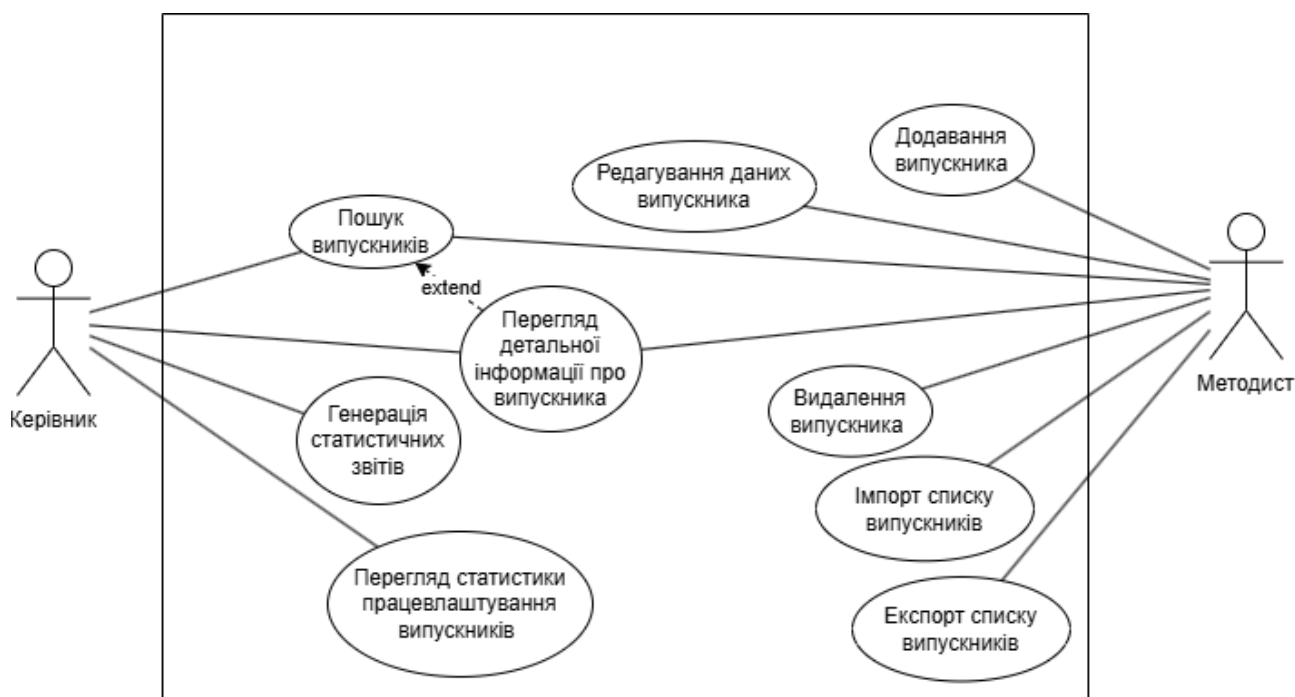 Додавання
випускника
Редагування даних
випускника
Пошук
випускників
extend
Перегляд
детальної
інформації про
випускника
Керівник
Методист
Генерація
статистичних
звітів
Видалення
випускника
Імпорт списку
випускників
Перегляд статистики
працевлаштування
випускників
Експорт списку
випускників